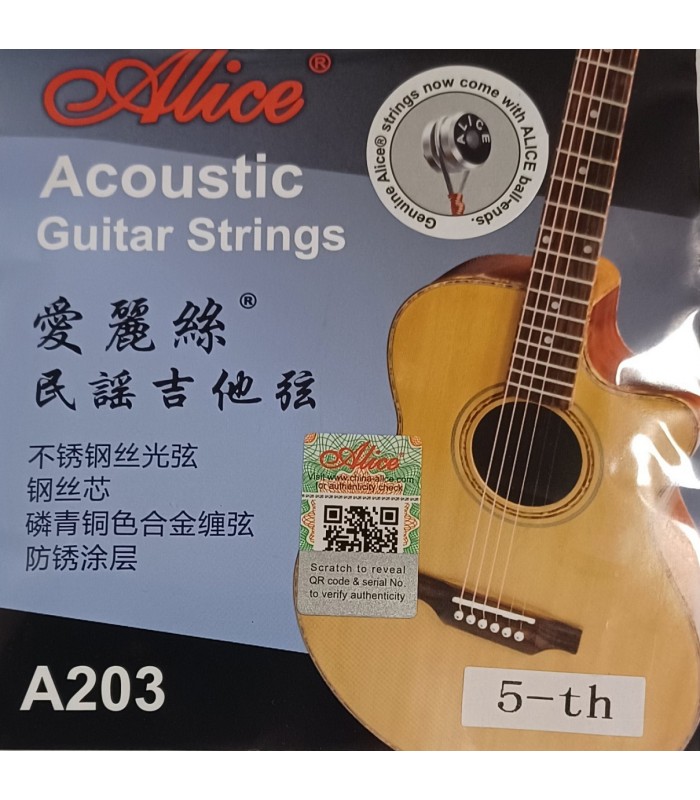 Alice®
Acoustic
Guitar Strings
Genuine Alice® strings now come with ALICE ball-ends.
ALICE
愛麗絲®
民謠吉他弦
不锈钢丝光弦
钢丝芯
磷青铜色合金缠弦
防锈涂层
Alice
Visit www.china-alice.com
for authenticity check
Scratch to reveal
QR code & serial No.
to verify authenticity
A203
5-th